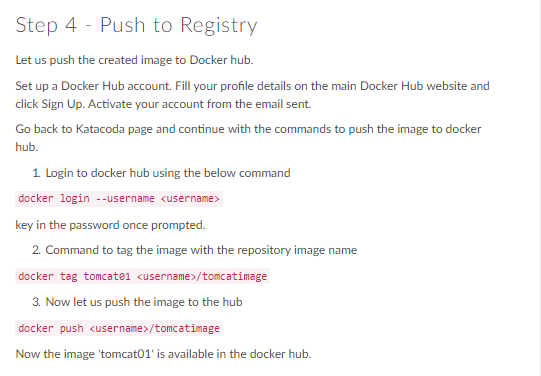 Step 4 - Push to Registry
Let us push the created image to Docker hub.
Set up a Docker Hub account. Fill your profile details on the main Docker Hub website and
click Sign Up. Activate your account from the email sent.
Go back to Katacoda page and continue with the commands to push the image to docker
hub.
1. Login to docker hub using the below command
docker login --username <username>
key in the password once prompted.
2. Command to tag the image with the repository image name
docker tag tomcat01 <username>/tomcatimage
3. Now let us push the image to the hub
docker push <username>/tomcatimage
Now the image 'tomcat01' is available in the docker hub.